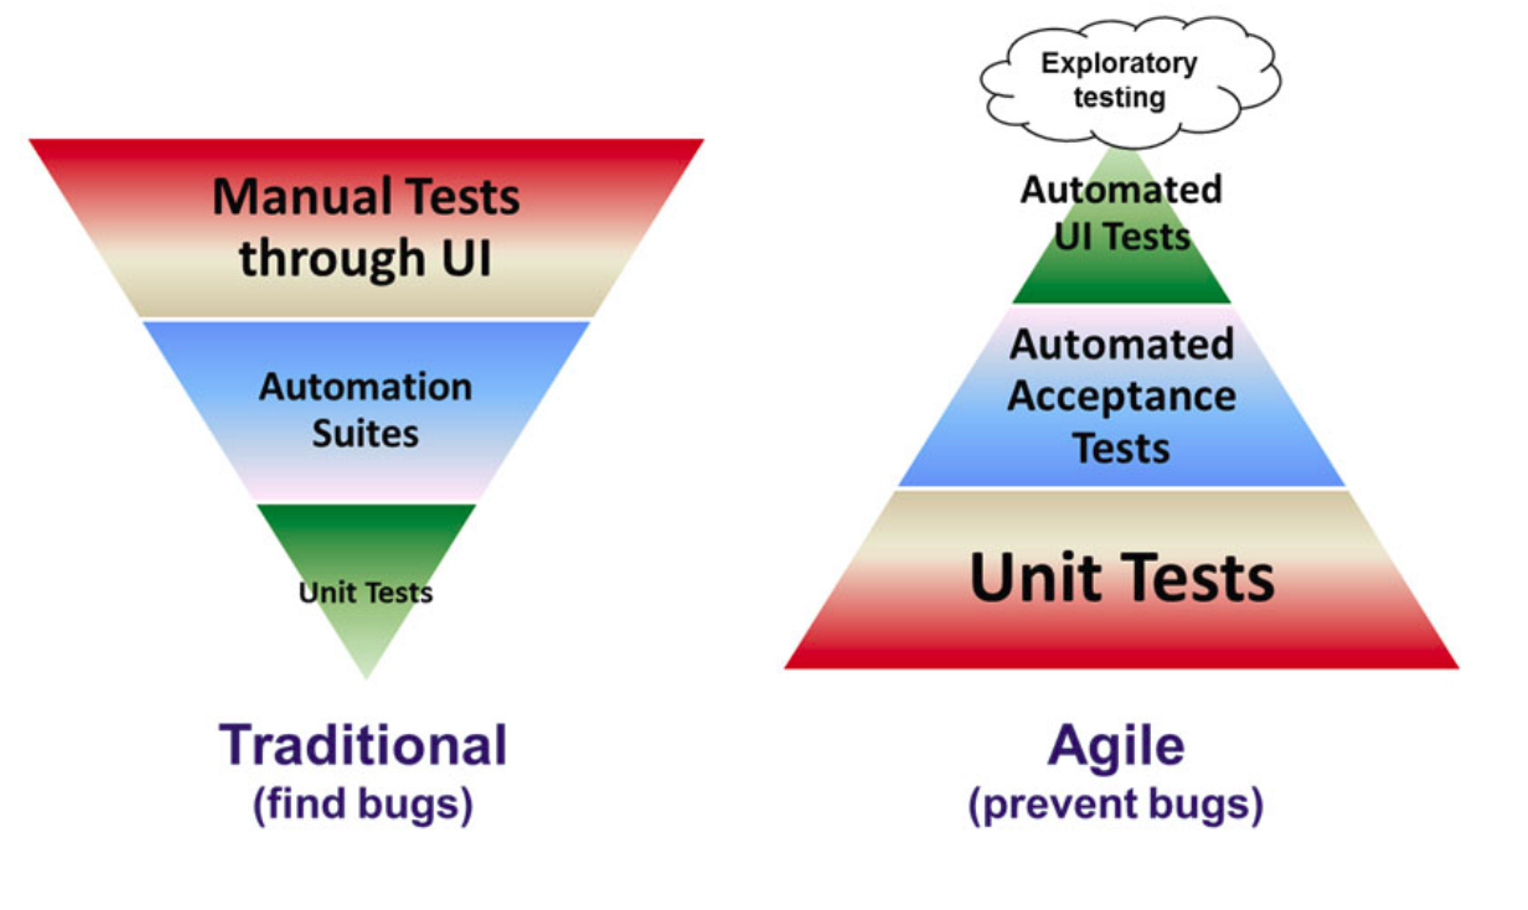 Manual Tests
through UI
Automation
Suites
Unit Tests
Traditional
(find bugs)
Exploratory
testing
Automated
UI Tests
Automated
Acceptance
Tests
Unit Tests
Agile
(prevent bugs)